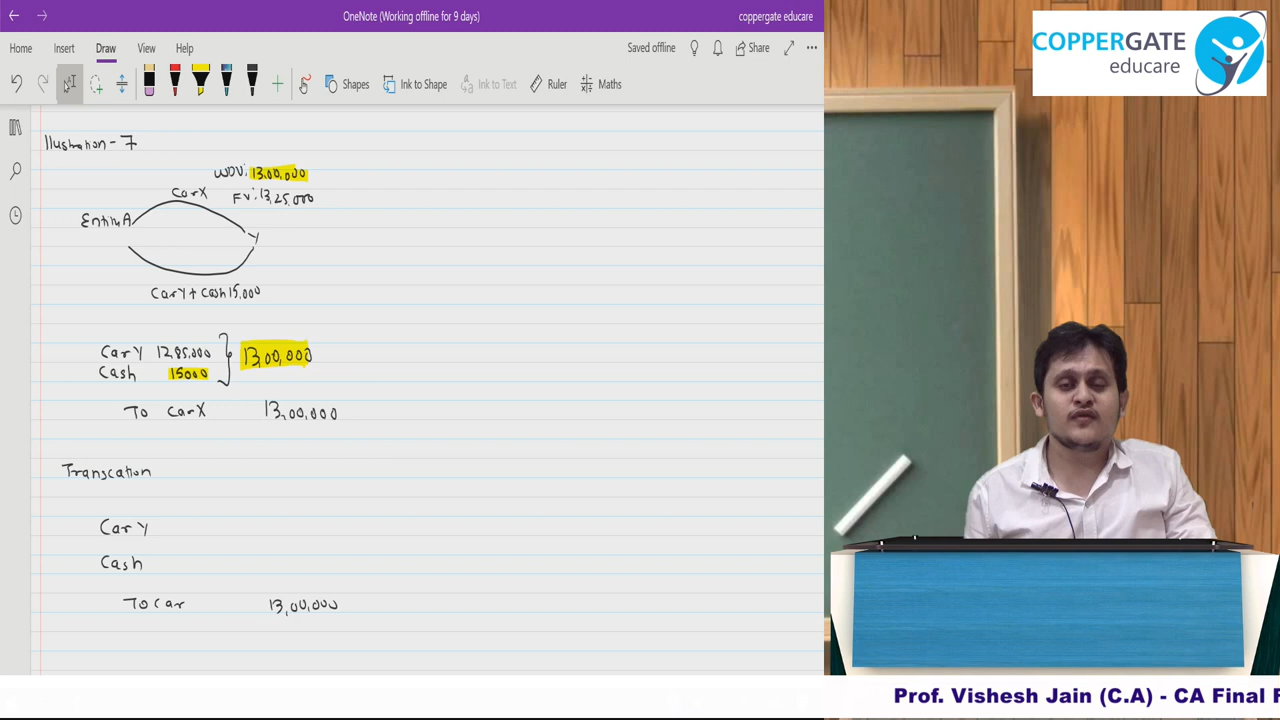 OneNote (Working offline for 9 days)
coppergate educare
Home Insert Draw View Help
Saved offline
Share
Shapes
Ink to Shape
Ink to Text
Ruler
Maths
Illustration - 7
WDV: 13,00,000
Car X
FV: 13,25,000
Entity A
Y
Car Y + Cash 15,000
Car Y 12,85,000
13,00,000
Cash 15000
To Car X 13,00,000
Transcation
Car Y
Cash
To Car 13,00,000
COPPERGATE
educare
Prof. Vishesh Jain (C.A) - CA Final